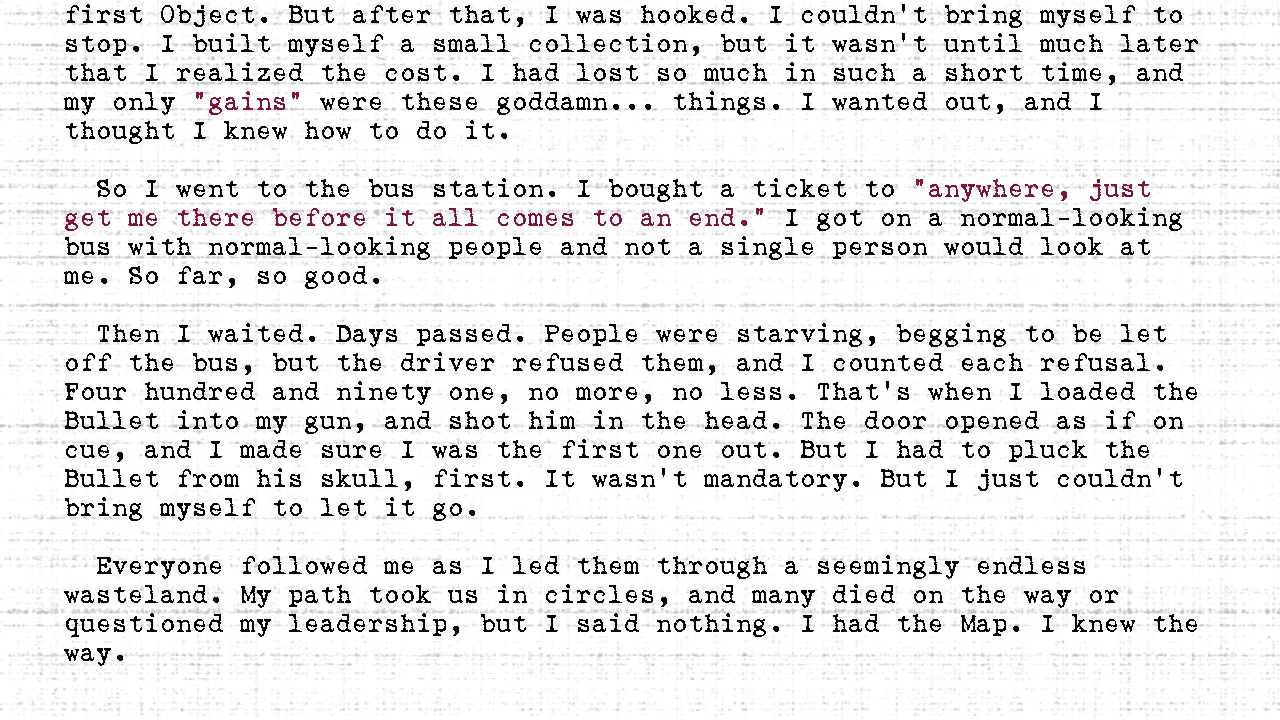 first Object. But after that, I was hooked. I couldn't bring myself to
stop. I built myself a small collection, but it wasn't until much later
that I realized the cost. I had lost so much in such a short time, and
my only "gains" were these goddamn... things. I wanted out, and I
thought I knew how to do it.
So I went to the bus station. I bought a ticket to "anywhere, just
get me there before it all comes to an end." I got on a normal-looking
bus with normal-looking people and not a single person would look at
me. So far, so good.
Then I waited. Days passed. People were starving, begging to be let
off the bus, but the driver refused them, and I counted each refusal.
Four hundred and ninety one, no more, no less. That's when I loaded the
Bullet into my gun, and shot him in the head. The door opened as if on
cue, and I made sure I was the first one out. But I had to pluck the
Bullet from his skull, first. It wasn't mandatory. But I just couldn't
bring myself to let it go.
Everyone followed me as I led them through a seemingly endless
wasteland. My path took us in circles, and many died on the way or
questioned my leadership, but I said nothing. I had the Map. I knew the
way.